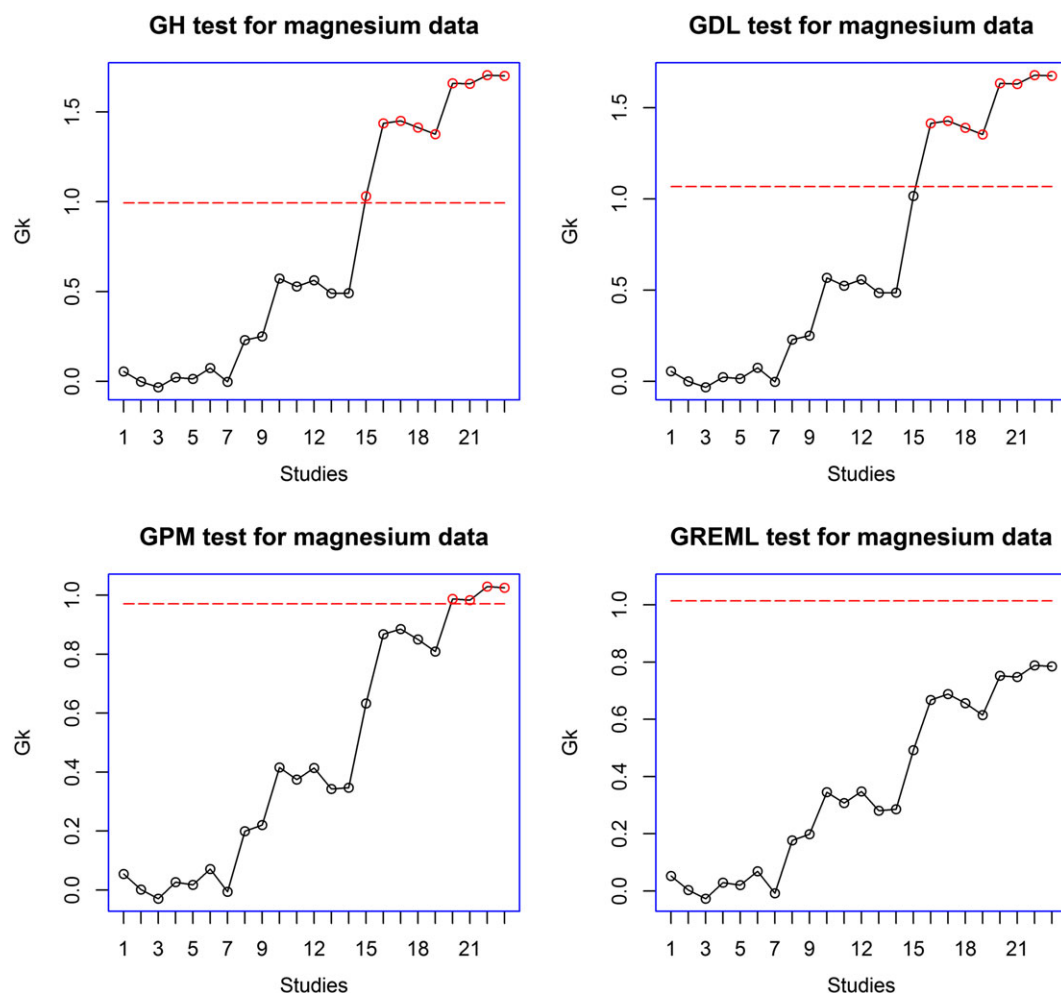 GH test for magnesium data
Gk
1.5
1.0
0.5
0.0
1 3 5 7 9 12 15 18 21
Studies
GDL test for magnesium data
Gk
1.5
1.0
0.5
0.0
1 3 5 7 9 12 15 18 21
Studies
GPM test for magnesium data
Gk
1.0
0.8
0.6
0.4
0.2
0.0
1 3 5 7 9 12 15 18 21
Studies
GREML test for magnesium data
Gk
1.0
0.8
0.6
0.4
0.2
0.0
1 3 5 7 9 12 15 18 21
Studies